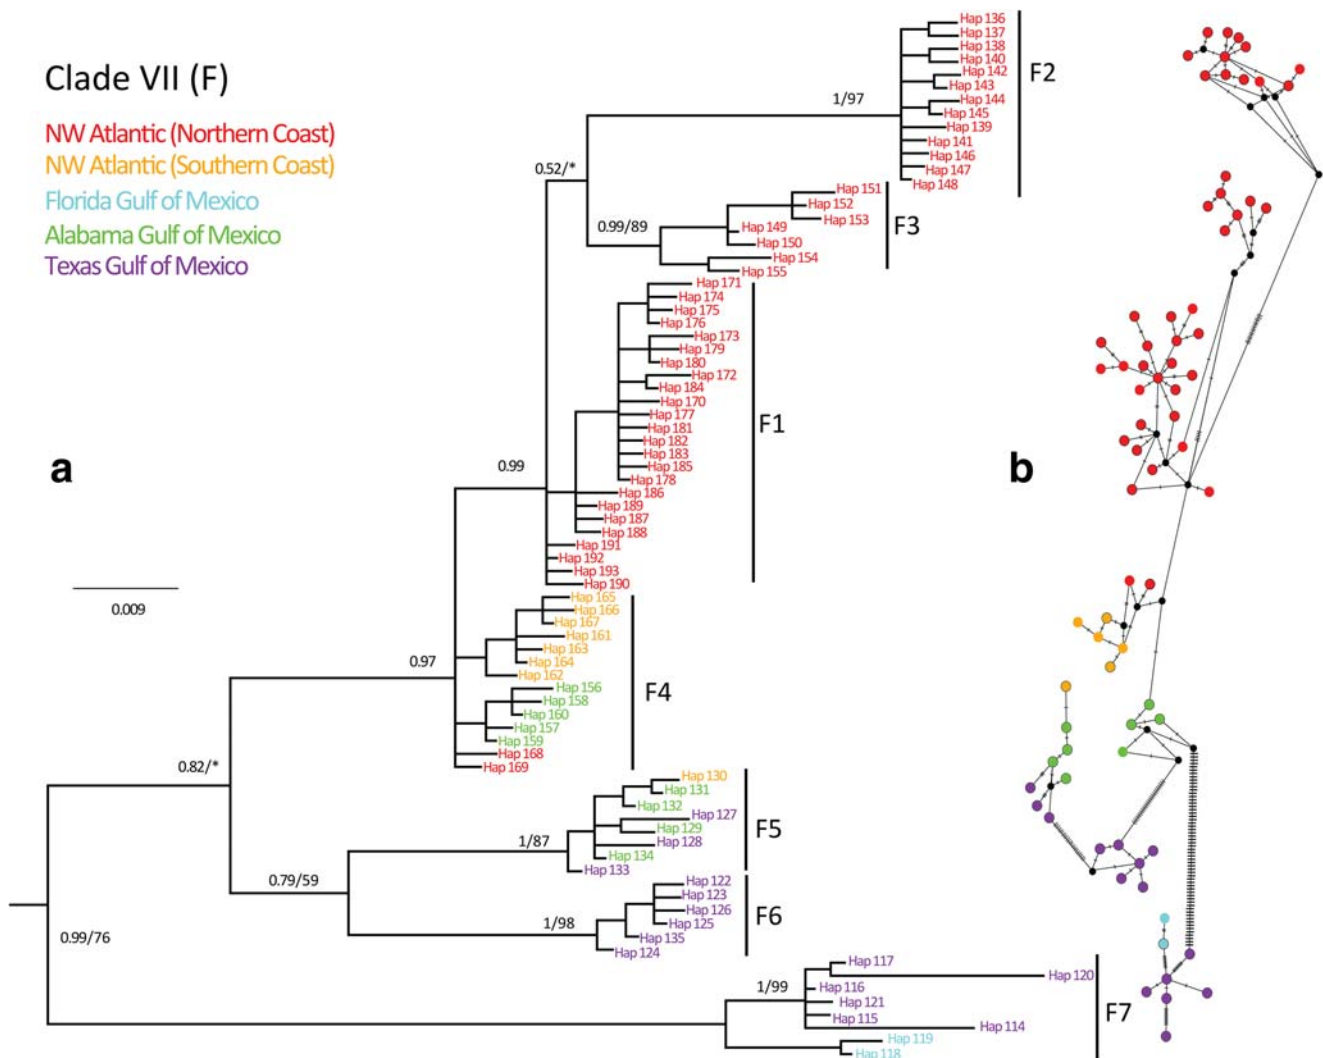 Clade VII (F)
NW Atlantic (Northern Coast)
NW Atlantic (Southern Coast)
Florida Gulf of Mexico
Alabama Gulf of Mexico
Texas Gulf of Mexico
a
0.009
Hap 136
Hap 137
Hap 138
Hap 140
Hap 142
Hap 143
Hap 144
Hap 145
Hap 139
Hap 141
Hap 146
Hap 147
Hap 148
F2
1/97
0.52/*
Hap 151
Hap 152
Hap 153
Hap 149
Hap 150
Hap 154
Hap 155
F3
0.99/89
Hap 171
Hap 174
Hap 175
Hap 176
Hap 173
Hap 179
Hap 180
Hap 172
Hap 184
Hap 170
Hap 177
Hap 181
Hap 182
Hap 183
Hap 185
Hap 178
Hap 186
Hap 189
Hap 187
Hap 188
Hap 191
Hap 192
Hap 193
Hap 190
F1
0.99
Hap 165
Hap 166
Hap 167
Hap 161
Hap 163
Hap 164
Hap 162
Hap 156
Hap 158
Hap 160
Hap 157
Hap 159
Hap 168
Hap 169
F4
0.97
0.82/*
Hap 130
Hap 131
Hap 132
Hap 127
Hap 129
Hap 128
Hap 134
Hap 133
F5
1/87
0.79/59
Hap 122
Hap 123
Hap 126
Hap 125
Hap 135
Hap 124
F6
1/98
0.99/76
Hap 117
Hap 120
Hap 116
Hap 121
Hap 115
Hap 114
Hap 119
Hap 118
F7
1/99
b